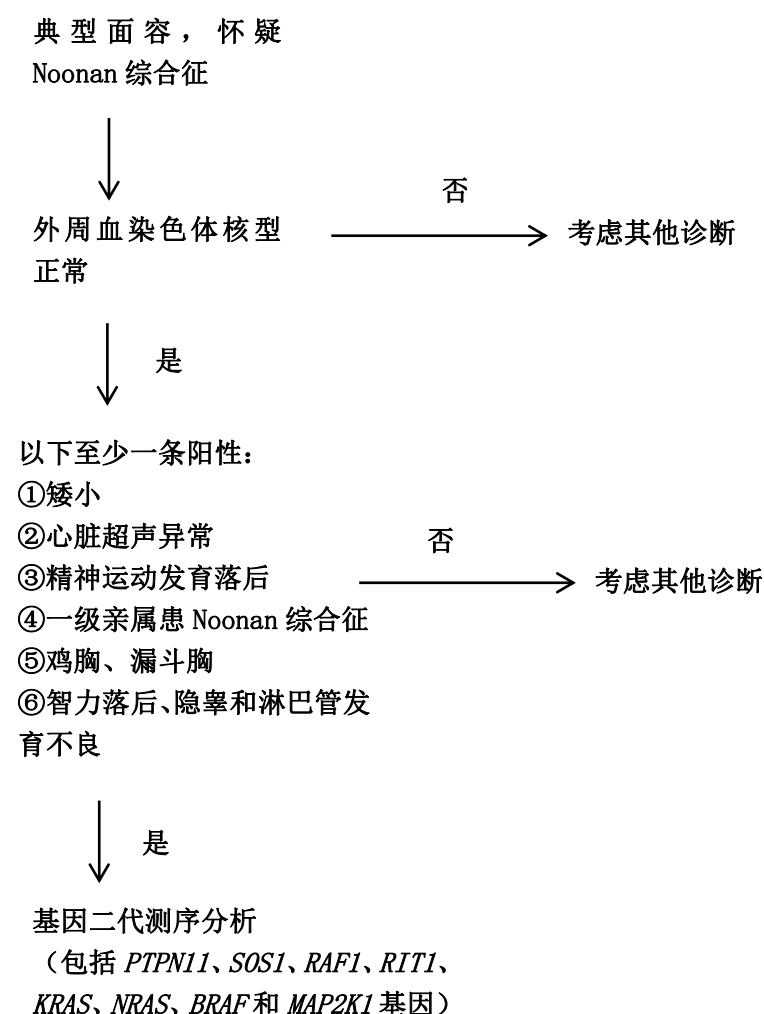 典型面容，怀疑
Noonan 综合征
否
外周血染色体核型
考虑其他诊断
正常
是
以下至少一条阳性：
①矮小
②心脏超声异常
否
③精神运动发育落后
考虑其他诊断
④一级亲属患 Noonan 综合征
⑤鸡胸、漏斗胸
⑥智力落后、隐睾和淋巴管发
育不良
是
基因二代测序分析
（包括 PTPN11、SOS1、RAF1、RIT1、
KRAS、NRAS、BRAF 和 MAP2K1 基因）